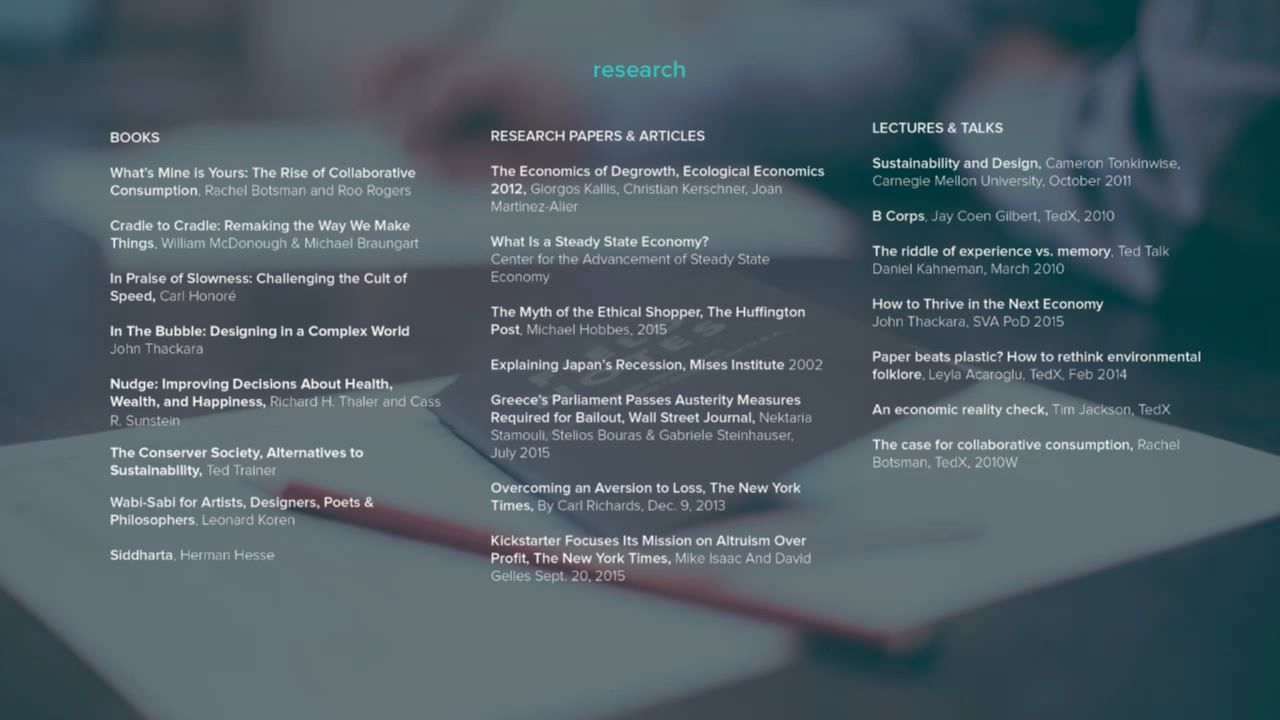 research
BOOKS
What's Mine is Yours: The Rise of Collaborative
Consumption, Rachel Botsman and Roo Rogers
Cradle to Cradle: Remaking the Way We Make
Things, William McDonough & Michael Braungart
In Praise of Slowness: Challenging the Cult of
Speed, Carl Honoré
In The Bubble: Designing in a Complex World
John Thackara
Nudge: Improving Decisions About Health,
Wealth, and Happiness, Richard H. Thaler and Cass
R. Sunstein
The Conserver Society, Alternatives to
Sustainability, Ted Trainer
Wabi-Sabi for Artists, Designers, Poets &
Philosophers, Leonard Koren
Siddharta, Herman Hesse
RESEARCH PAPERS & ARTICLES
The Economics of Degrowth, Ecological Economics
2012, Giorgos Kallis, Christian Kerschner, Joan
Martinez-Alier
What Is a Steady State Economy?
Center for the Advancement of Steady State
Economy
The Myth of the Ethical Shopper, The Huffington
Post, Michael Hobbes, 2015
Explaining Japan's Recession, Mises Institute 2002
Greece's Parliament Passes Austerity Measures
Required for Bailout, Wall Street Journal, Nektaria
Stamouli, Stelios Bouras & Gabriele Steinhauser,
July 2015
Overcoming an Aversion to Loss, The New York
Times, By Carl Richards, Dec. 9, 2013
Kickstarter Focuses Its Mission on Altruism Over
Profit, The New York Times, Mike Isaac And David
Gelles Sept. 20, 2015
LECTURES & TALKS
Sustainability and Design, Cameron Tonkinwise,
Carnegie Mellon University, October 2011
B Corps, Jay Coen Gilbert, TedX, 2010
The riddle of experience vs. memory, Ted Talk
Daniel Kahneman, March 2010
How to Thrive in the Next Economy
John Thackara, SVA PoD 2015
Paper beats plastic? How to rethink environmental
folklore, Leyla Acaroglu, TedX, Feb 2014
An economic reality check, Tim Jackson, TedX
The case for collaborative consumption, Rachel
Botsman, TedX, 2010W